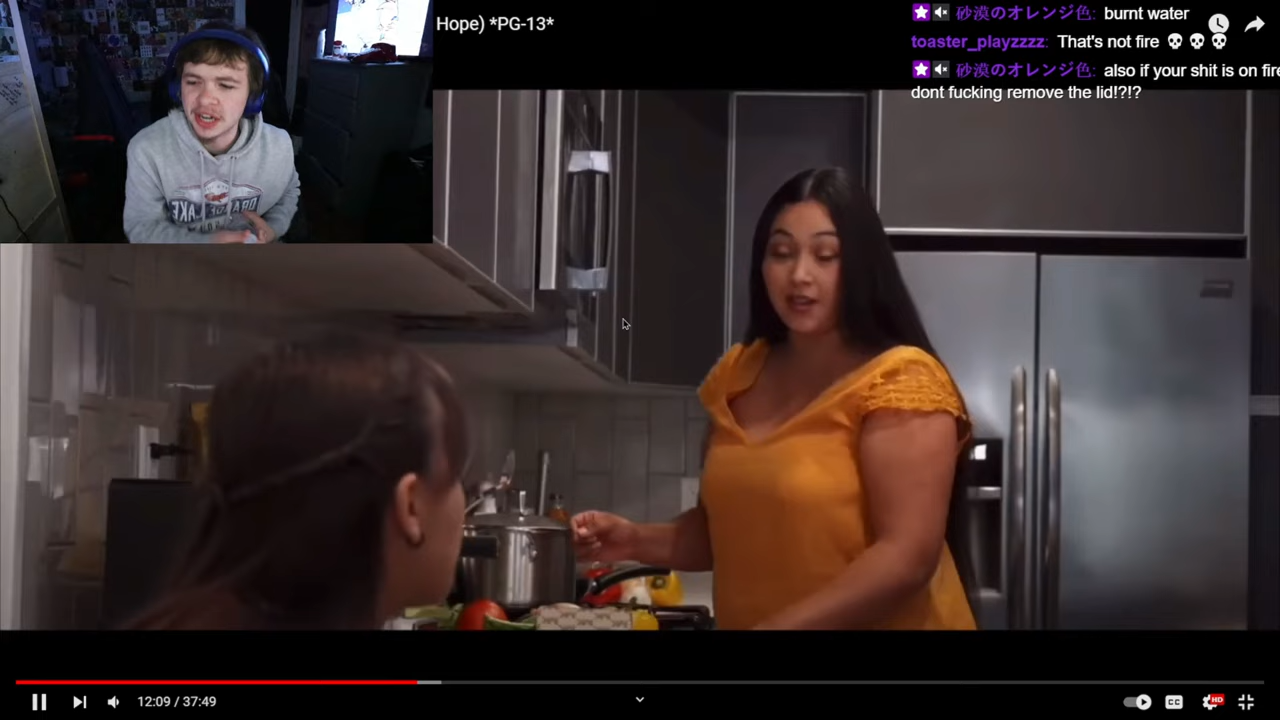 Hope) *PG-13*
砂漠のオレンジ色: burnt water
toaster_playzzzz: That's not fire 💀💀💀
砂漠のオレンジ色: also if your shit is on fire
dont fucking remove the lid!?!?
12:09 / 37:49
CC
HD